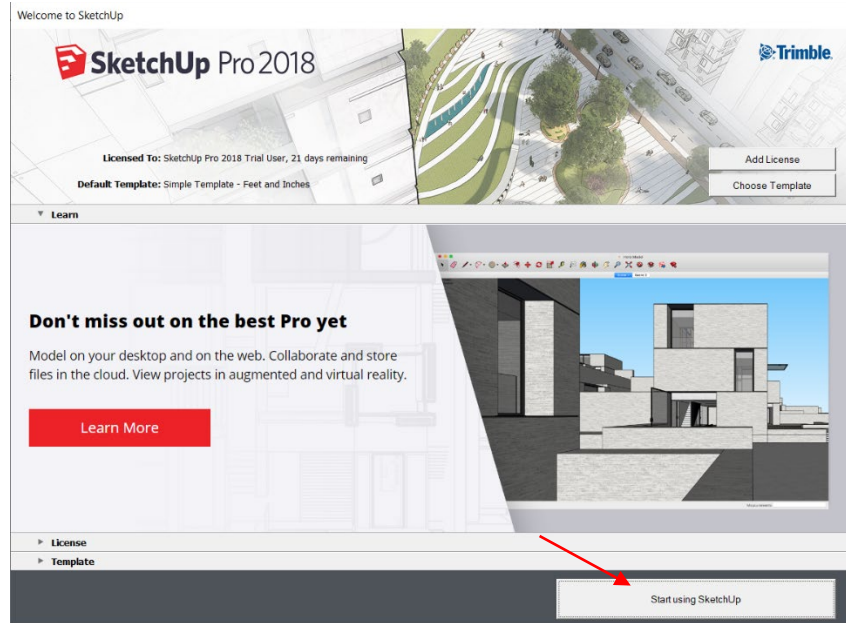 Welcome to SketchUp
SketchUp Pro 2018
Trimble.
Licensed To: SketchUp Pro 2018 Trial User, 21 days remaining
Add License
Default Template: Simple Template - Feet and Inches
Choose Template
Learn
Don't miss out on the best Pro yet
Model on your desktop and on the web. Collaborate and store
files in the cloud. View projects in augmented and virtual reality.
Learn More
License
Template
Start using SketchUp